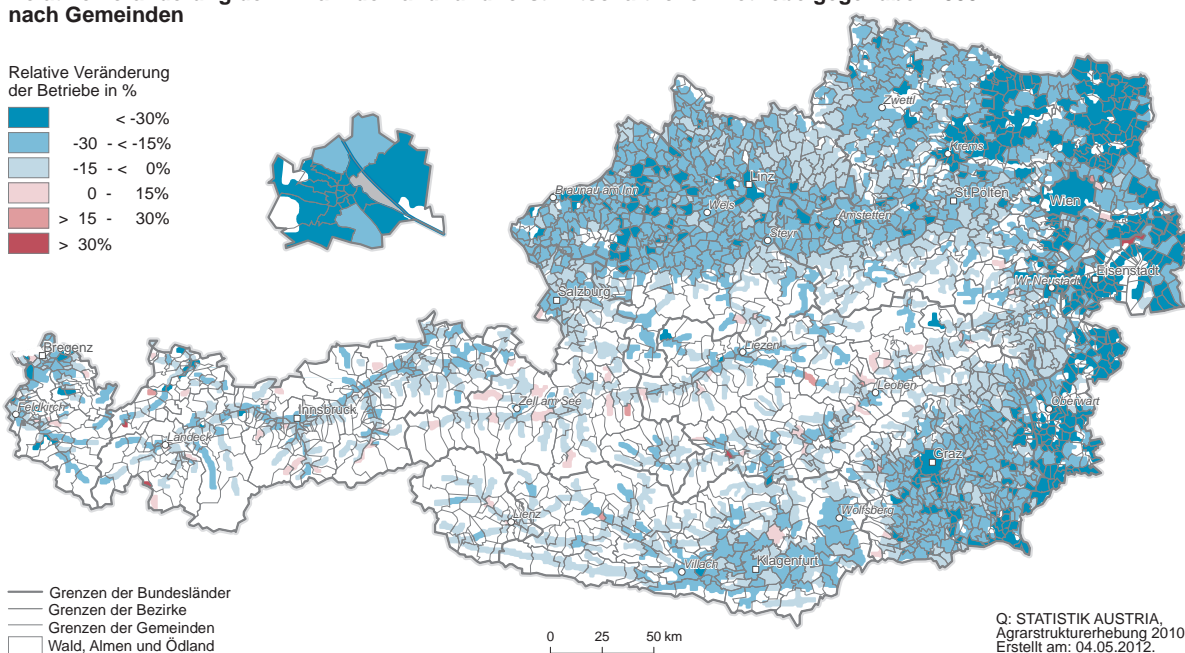 nach Gemeinden
Relative Veränderung
der Betriebe in %
< -30%
-30 - < -15%
-15 - < 0%
0 - 15%
> 15 - 30%
> 30%
Zwettl
Krems
Linz
St.Pölten
Wien
Braunau am Inn
Wels
Amstetten
Steyr
Eisenstadt
Wr.Neustadt
Salzburg
Bregenz
Liezen
Leoben
Feldkirch
Innsbruck
Zell am See
Oberwart
Landeck
Graz
Lienz
Wolfsberg
Villach
Klagenfurt
Grenzen der Bundesländer
Grenzen der Bezirke
Grenzen der Gemeinden
Wald, Almen und Ödland
0 25 50 km
Q: STATISTIK AUSTRIA,
Agrarstrukturerhebung 2010.
Erstellt am: 04.05.2012.